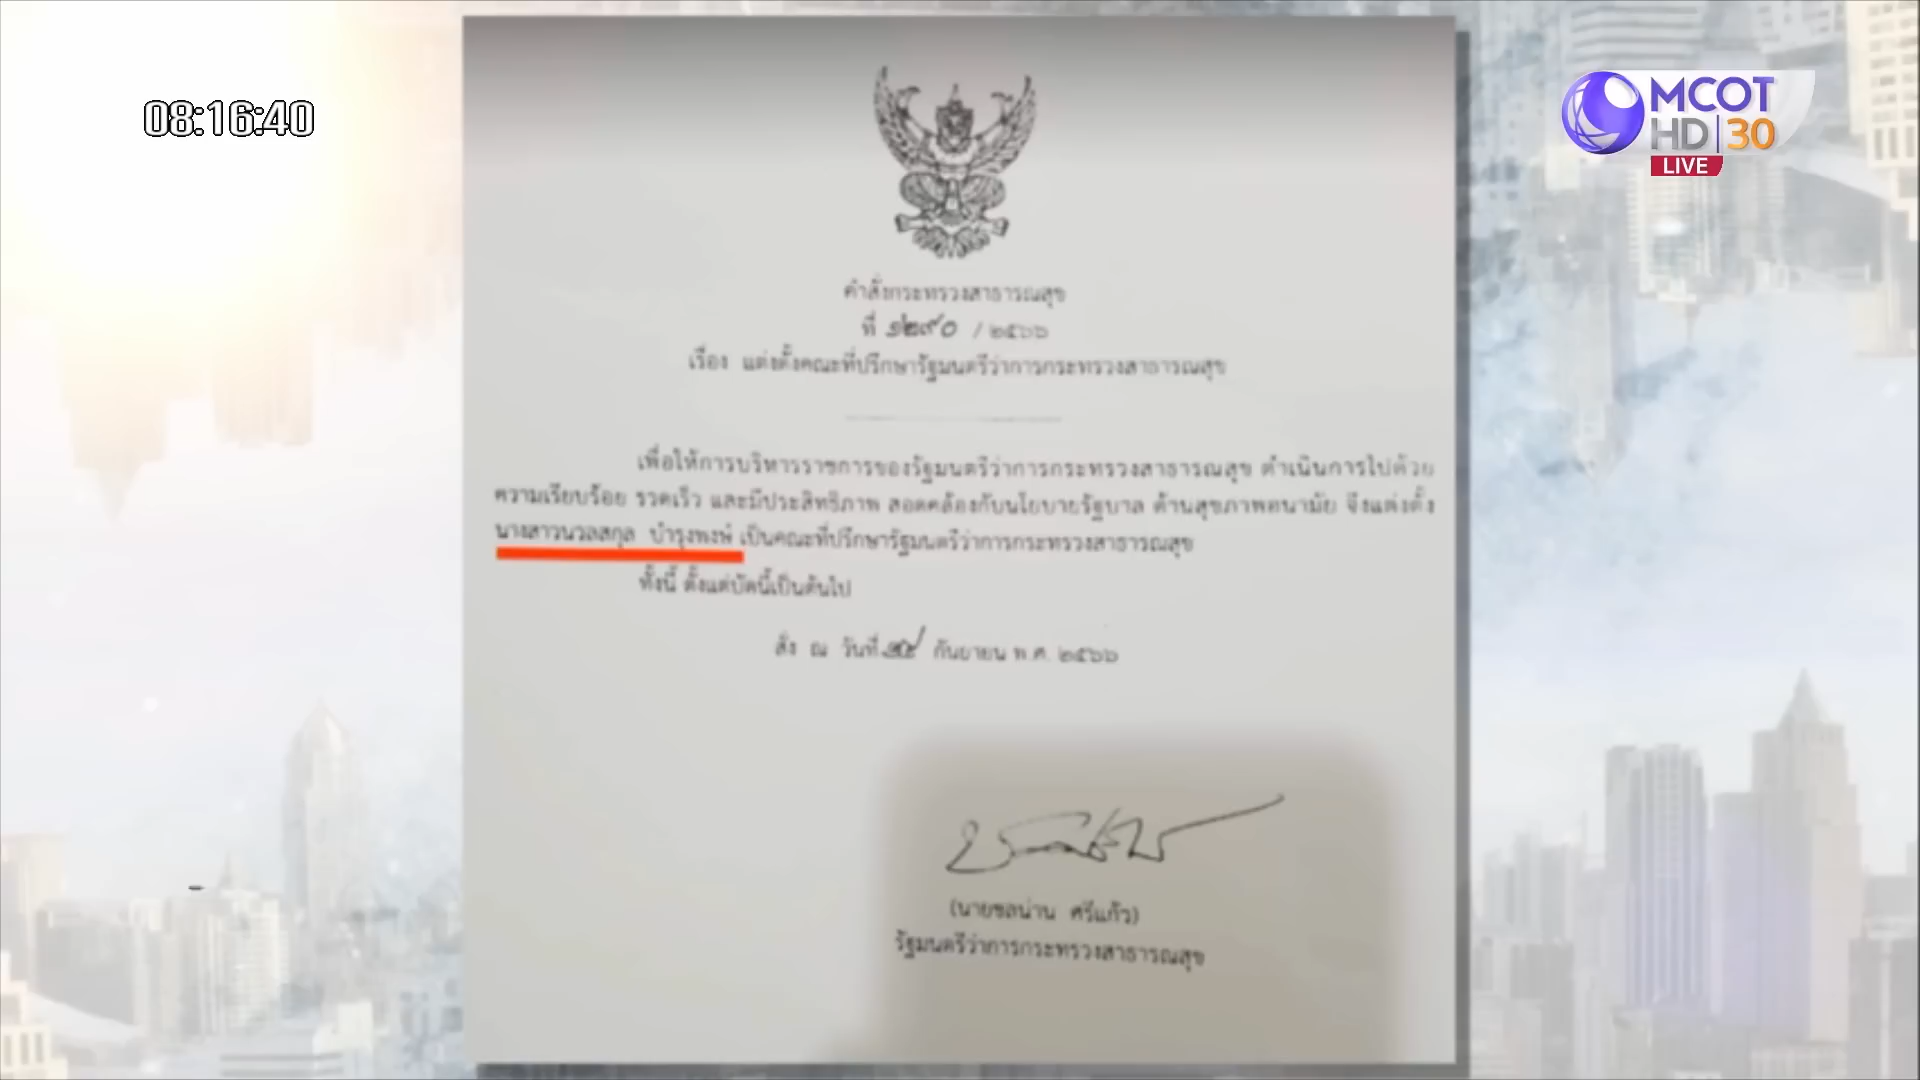 08:16:40
MCOT
HD 30
LIVE
คำสั่งกระทรวงสาธารณสุข
ที่ ๑๒๙๐ / ๒๕๖๖
เรื่อง แต่งตั้งคณะที่ปรึกษารัฐมนตรีว่าการกระทรวงสาธารณสุข
เพื่อให้การบริหารราชการของรัฐมนตรีว่าการกระทรวงสาธารณสุข ดำเนินการไปด้วย
ความเรียบร้อย รวดเร็ว และมีประสิทธิภาพ สอดคล้องกับนโยบายรัฐบาล ด้านสุขภาพอนามัย จึงแต่งตั้ง
นางสาวนวลสกุล บำรุงพงษ์ เป็นคณะที่ปรึกษารัฐมนตรีว่าการกระทรวงสาธารณสุข
ทั้งนี้ ตั้งแต่บัดนี้เป็นต้นไป
สั่ง ณ วันที่ กันยายน พ.ศ. ๒๕๖๖
(นายชลน่าน ศรีแก้ว)
รัฐมนตรีว่าการกระทรวงสาธารณสุข